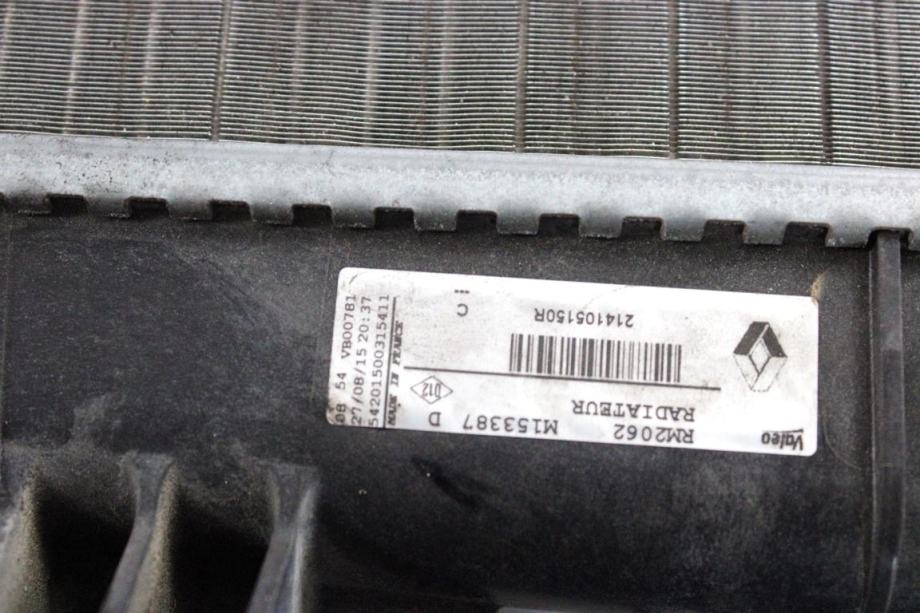 Valeo
RM2062 M153387 D
RADIATEUR
D12
214105150R
C
MADE IN FRANCE
54201500315411
27/08/15 20:37
08 54 VB00781